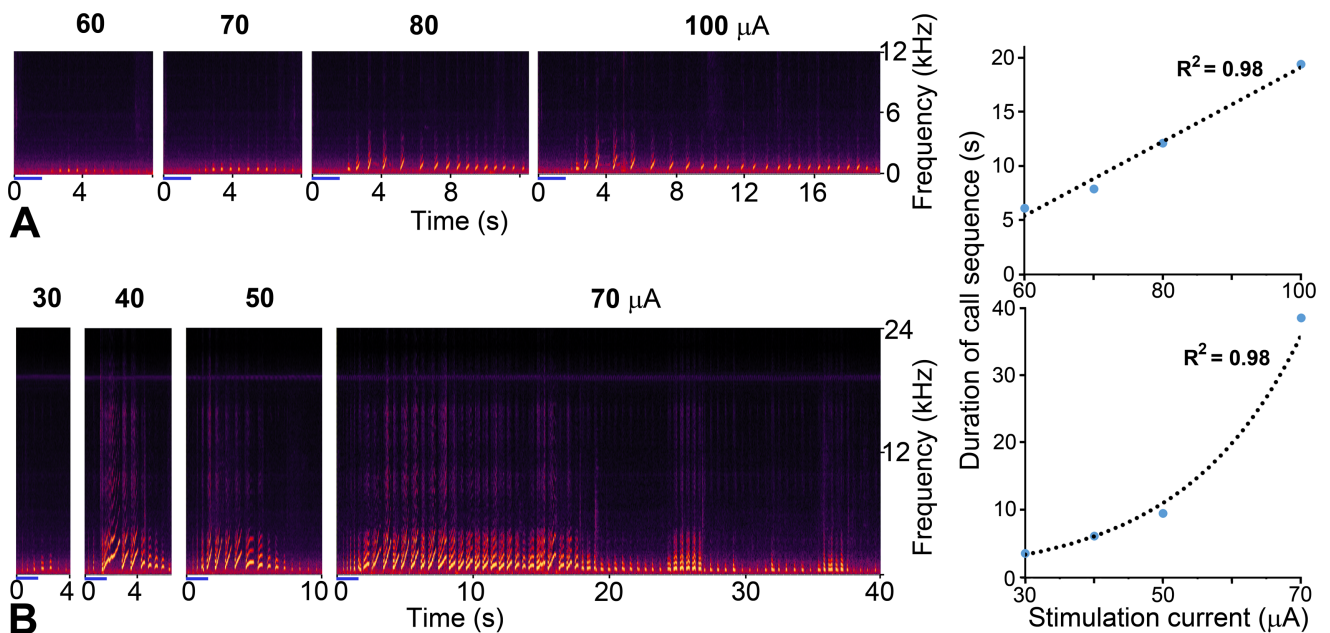 60 70 80 100 μA
12
6
0
Frequency (kHz)
0 4 0 4 0 4 8 0 4 8 12 16
Time (s)
A
30 40 50 70 μA
24
12
0
Frequency (kHz)
0 4 0 4 0 10 0 10 20 30 40
Time (s)
B
Duration of call sequence (s)
20
15
10
5
0
R² = 0.98
60 80 100
40
30
20
10
0
R² = 0.98
30 50 70
Stimulation current (μA)